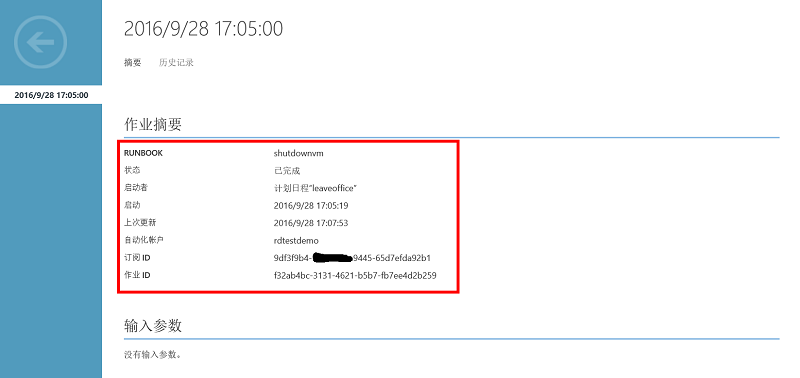 2016/9/28 17:05:00
摘要 历史记录
2016/9/28 17:05:00
作业摘要
RUNBOOK shutdownvm
状态 已完成
启动者 计划日程"leaveoffice"
启动 2016/9/28 17:05:19
上次更新 2016/9/28 17:07:53
自动化帐户 rdtestdemo
订阅 ID 9df3f9b4- -9445-65d7efda92b1
作业 ID f32ab4bc-3131-4621-b5b7-fb7ee4d2b259
输入参数
没有输入参数。